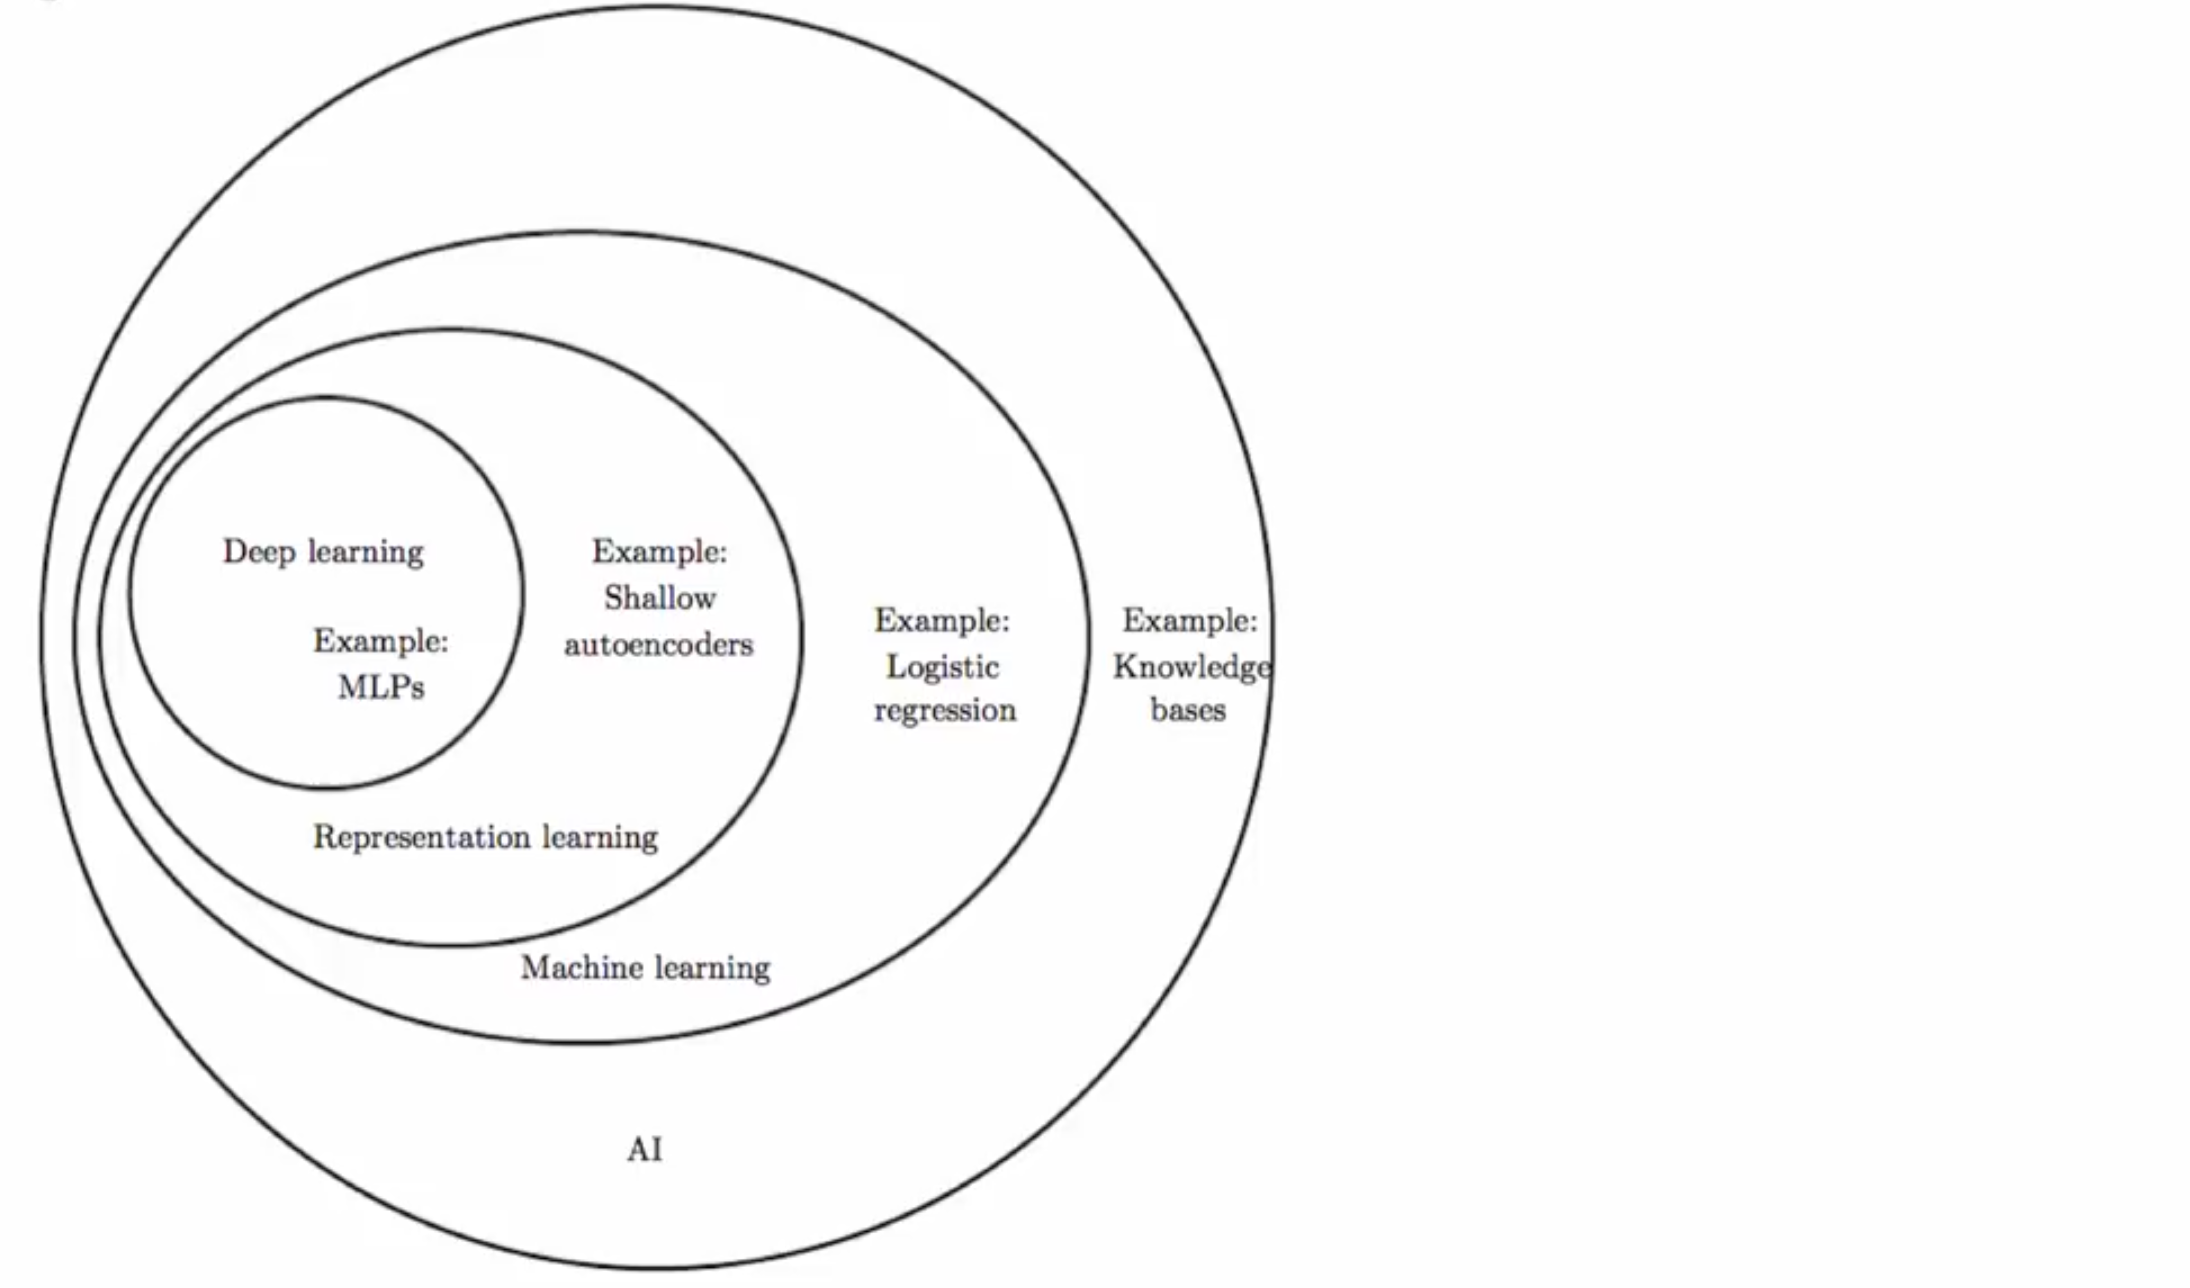 Deep learning
Example:
MLPs
Example:
Shallow
autoencoders
Example:
Logistic
regression
Example:
Knowledge
bases
Representation learning
Machine learning
AI